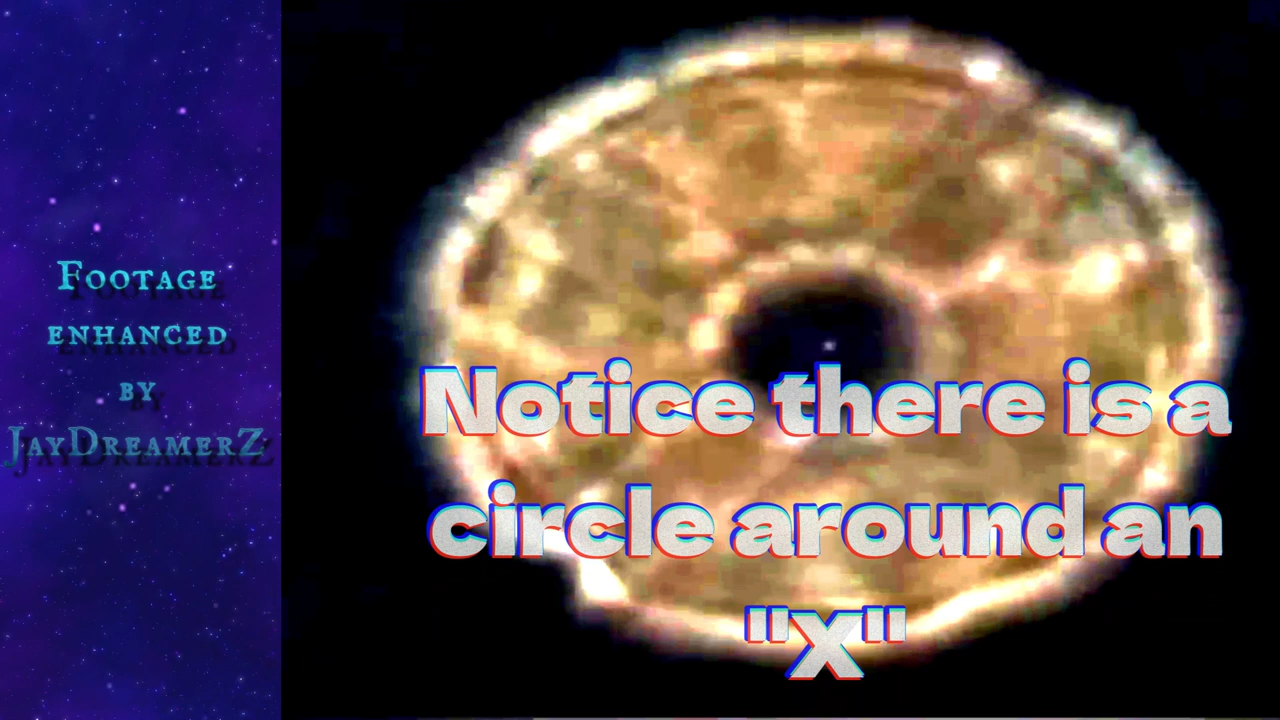 Footage
enhanced
by
JayDreamerZ
Notice there is a
circle around an
"X"